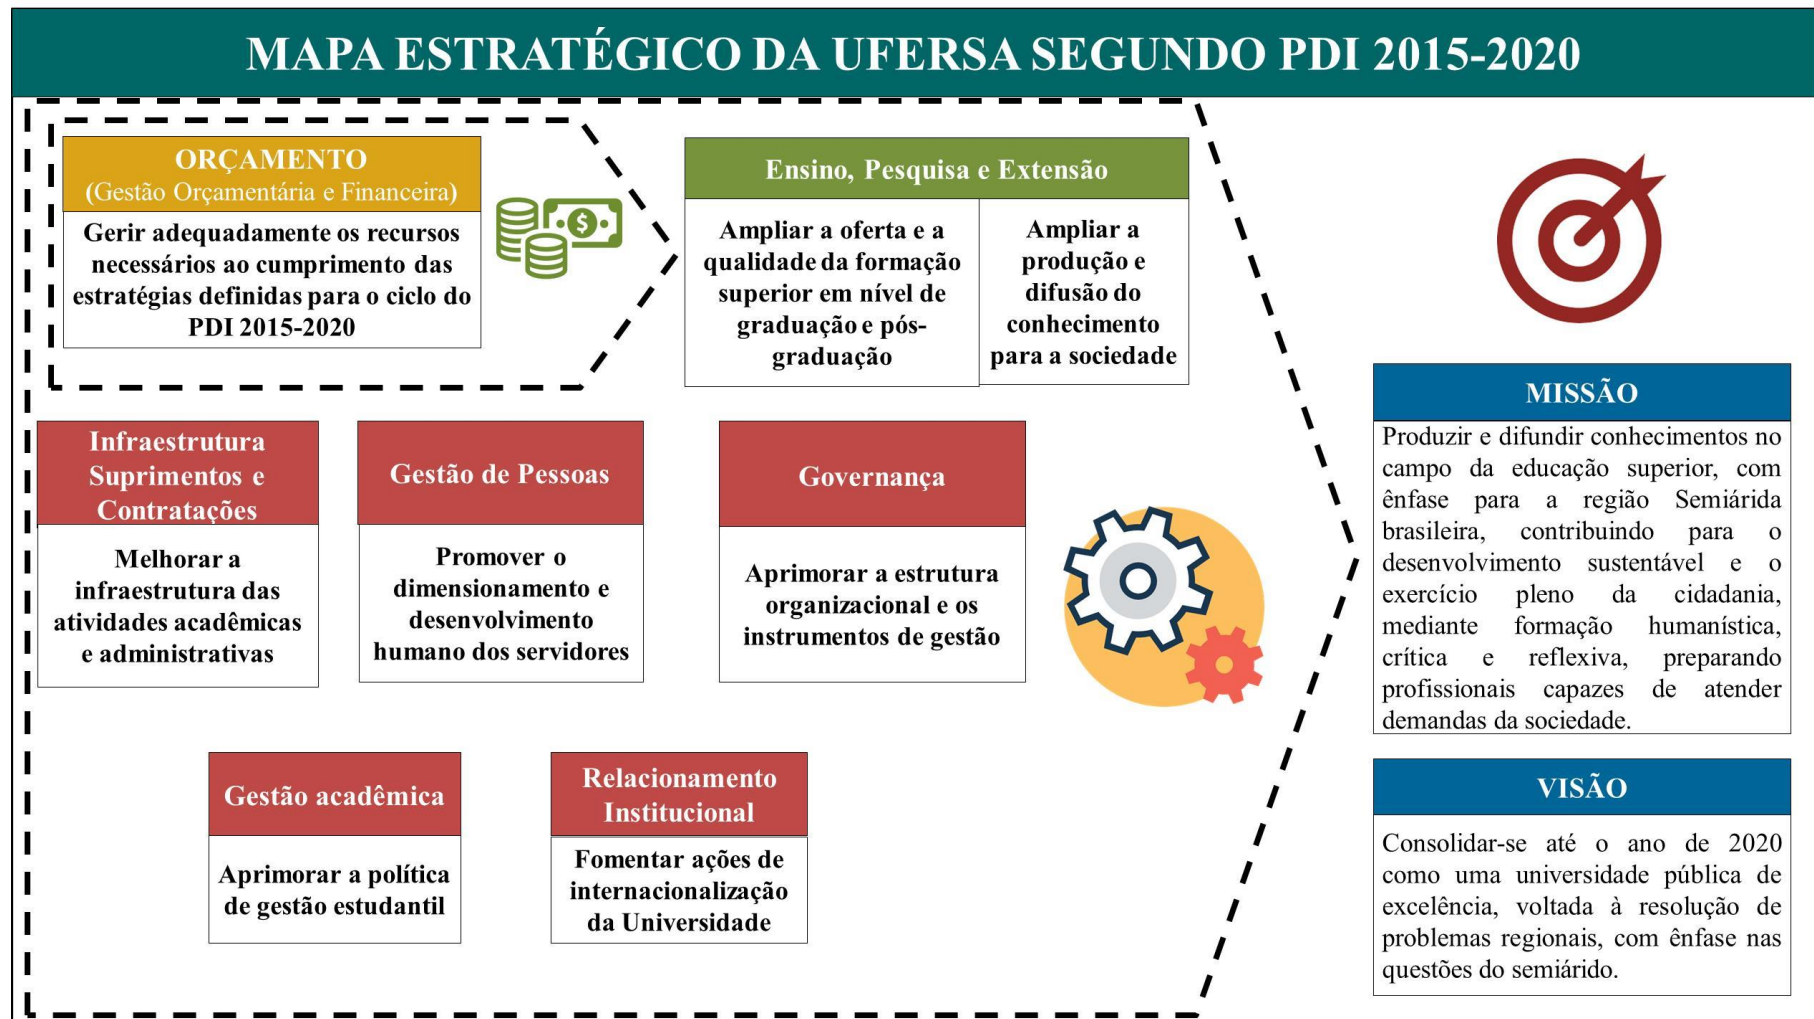 MAPA ESTRATÉGICO DA UFERSA SEGUNDO PDI 2015-2020
ORÇAMENTO
(Gestão Orçamentária e Financeira)
Gerir adequadamente os recursos
necessários ao cumprimento das
estratégias definidas para o ciclo do
PDI 2015-2020
$
Ensino, Pesquisa e Extensão
Ampliar a oferta e a
qualidade da formação
superior em nível de
graduação e pós-
graduação
Ampliar a
produção e
difusão do
conhecimento
para a sociedade
Infraestrutura
Suprimentos e
Contratações
Melhorar a
infraestrutura das
atividades acadêmicas
e administrativas
Gestão de Pessoas
Promover o
dimensionamento e
desenvolvimento
humano dos servidores
Governança
Aprimorar a estrutura
organizacional e os
instrumentos de gestão
Gestão acadêmica
Aprimorar a política
de gestão estudantil
Relacionamento
Institucional
Fomentar ações de
internacionalização
da Universidade
MISSÃO
Produzir e difundir conhecimentos no
campo da educação superior, com
ênfase para a região Semiárida
brasileira, contribuindo para o
desenvolvimento sustentável e o
exercício pleno da cidadania,
mediante formação humanística,
crítica e reflexiva, preparando
profissionais capazes de atender
demandas da sociedade.
VISÃO
Consolidar-se até o ano de 2020
como uma universidade pública de
excelência, voltada à resolução de
problemas regionais, com ênfase nas
questões do semiárido.